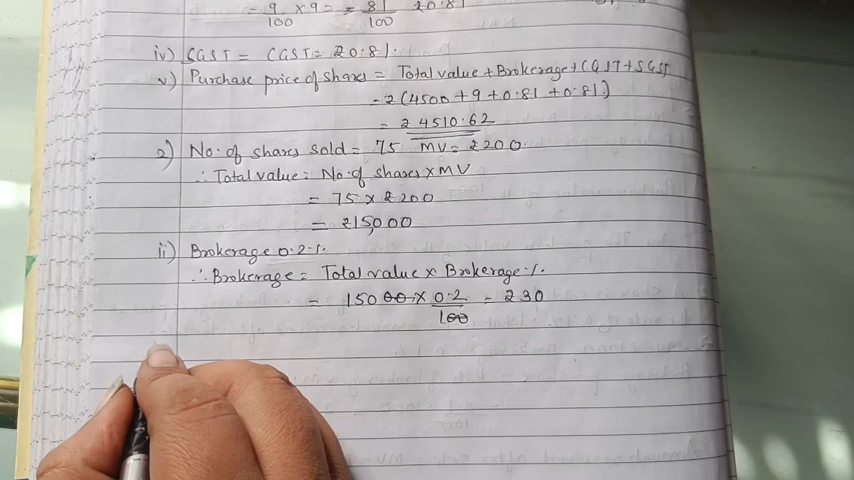 = 9/100 × 9 = 81/100 ₹0.81
iv) SGST = CGST = ₹0.81.
v) Purchase price of shares = Total value + Brokerage + CGST + SGST
= ₹(4500 + 9 + 0.81 + 0.81)
= ₹4510.62
2) No. of shares sold = 75 MV = ₹200.
∴ Total value = No. of shares × MV
= 75 × ₹200
= ₹15,000
ii) Brokerage 0.2%.
∴ Brokerage = Total value × Brokerage %.
= 15000 × 0.2/100 = ₹30